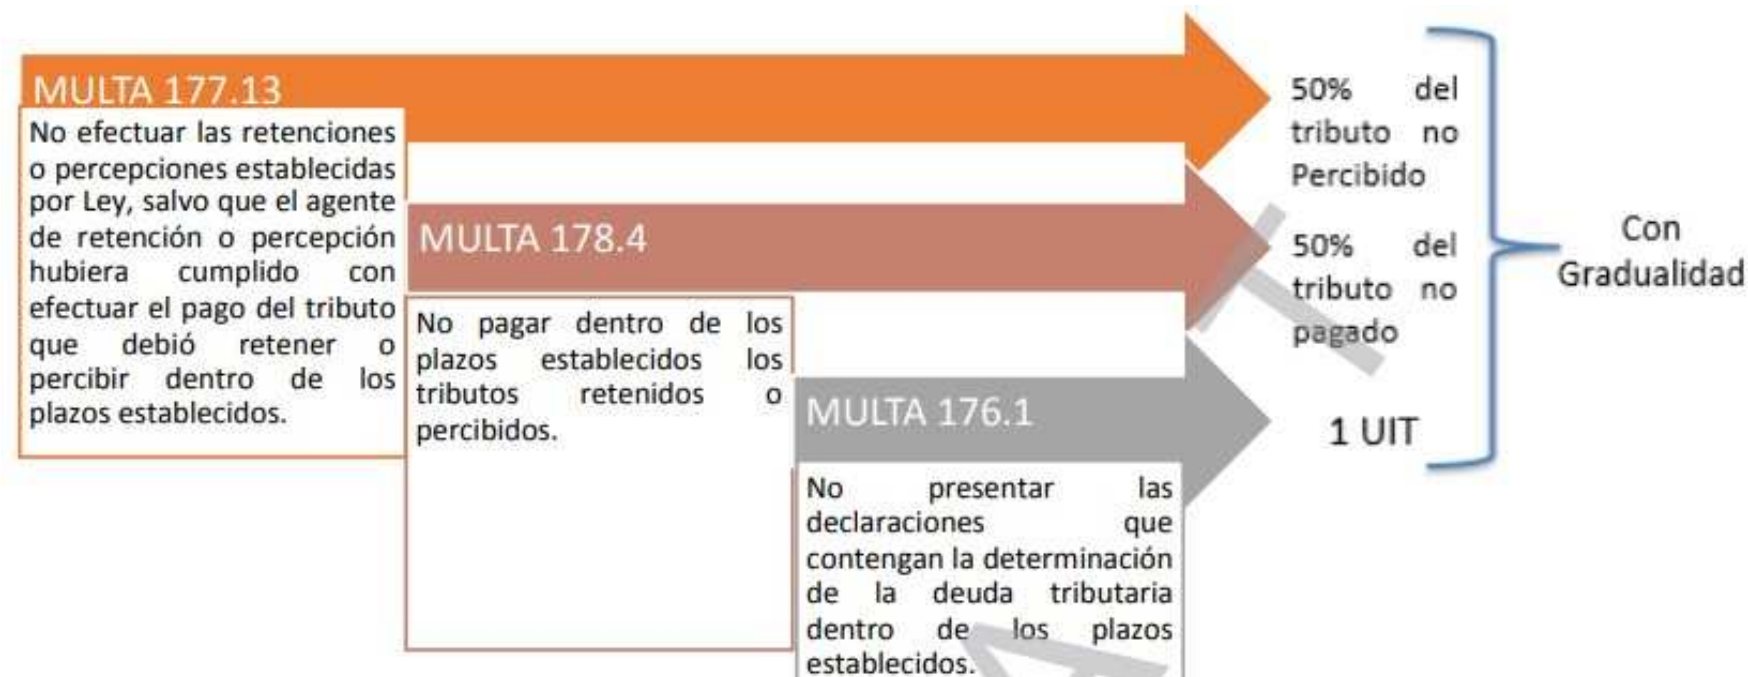 MULTA 177.13
No efectuar las retenciones
o percepciones establecidas
por Ley, salvo que el agente
de retención o percepción
hubiera cumplido con
efectuar el pago del tributo
que debió retener o
percibir dentro de los
plazos establecidos.
50% del
tributo no
Percibido
MULTA 178.4
No pagar dentro de los
plazos establecidos los
tributos retenidos o
percibidos.
50% del
tributo no
pagado
MULTA 176.1
No presentar las
declaraciones que
contengan la determinación
de la deuda tributaria
dentro de los plazos
establecidos.
1 UIT
Con
Gradualidad